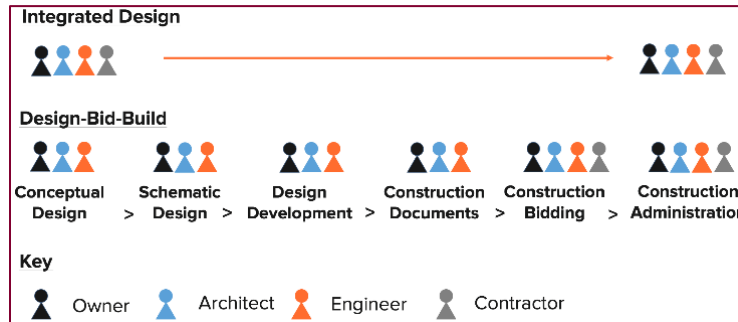 Integrated Design
Design-Bid-Build
Conceptual Schematic Design Construction Construction Construction
Design > Design > Development > Documents > Bidding > Administration
Key
Owner Architect Engineer Contractor